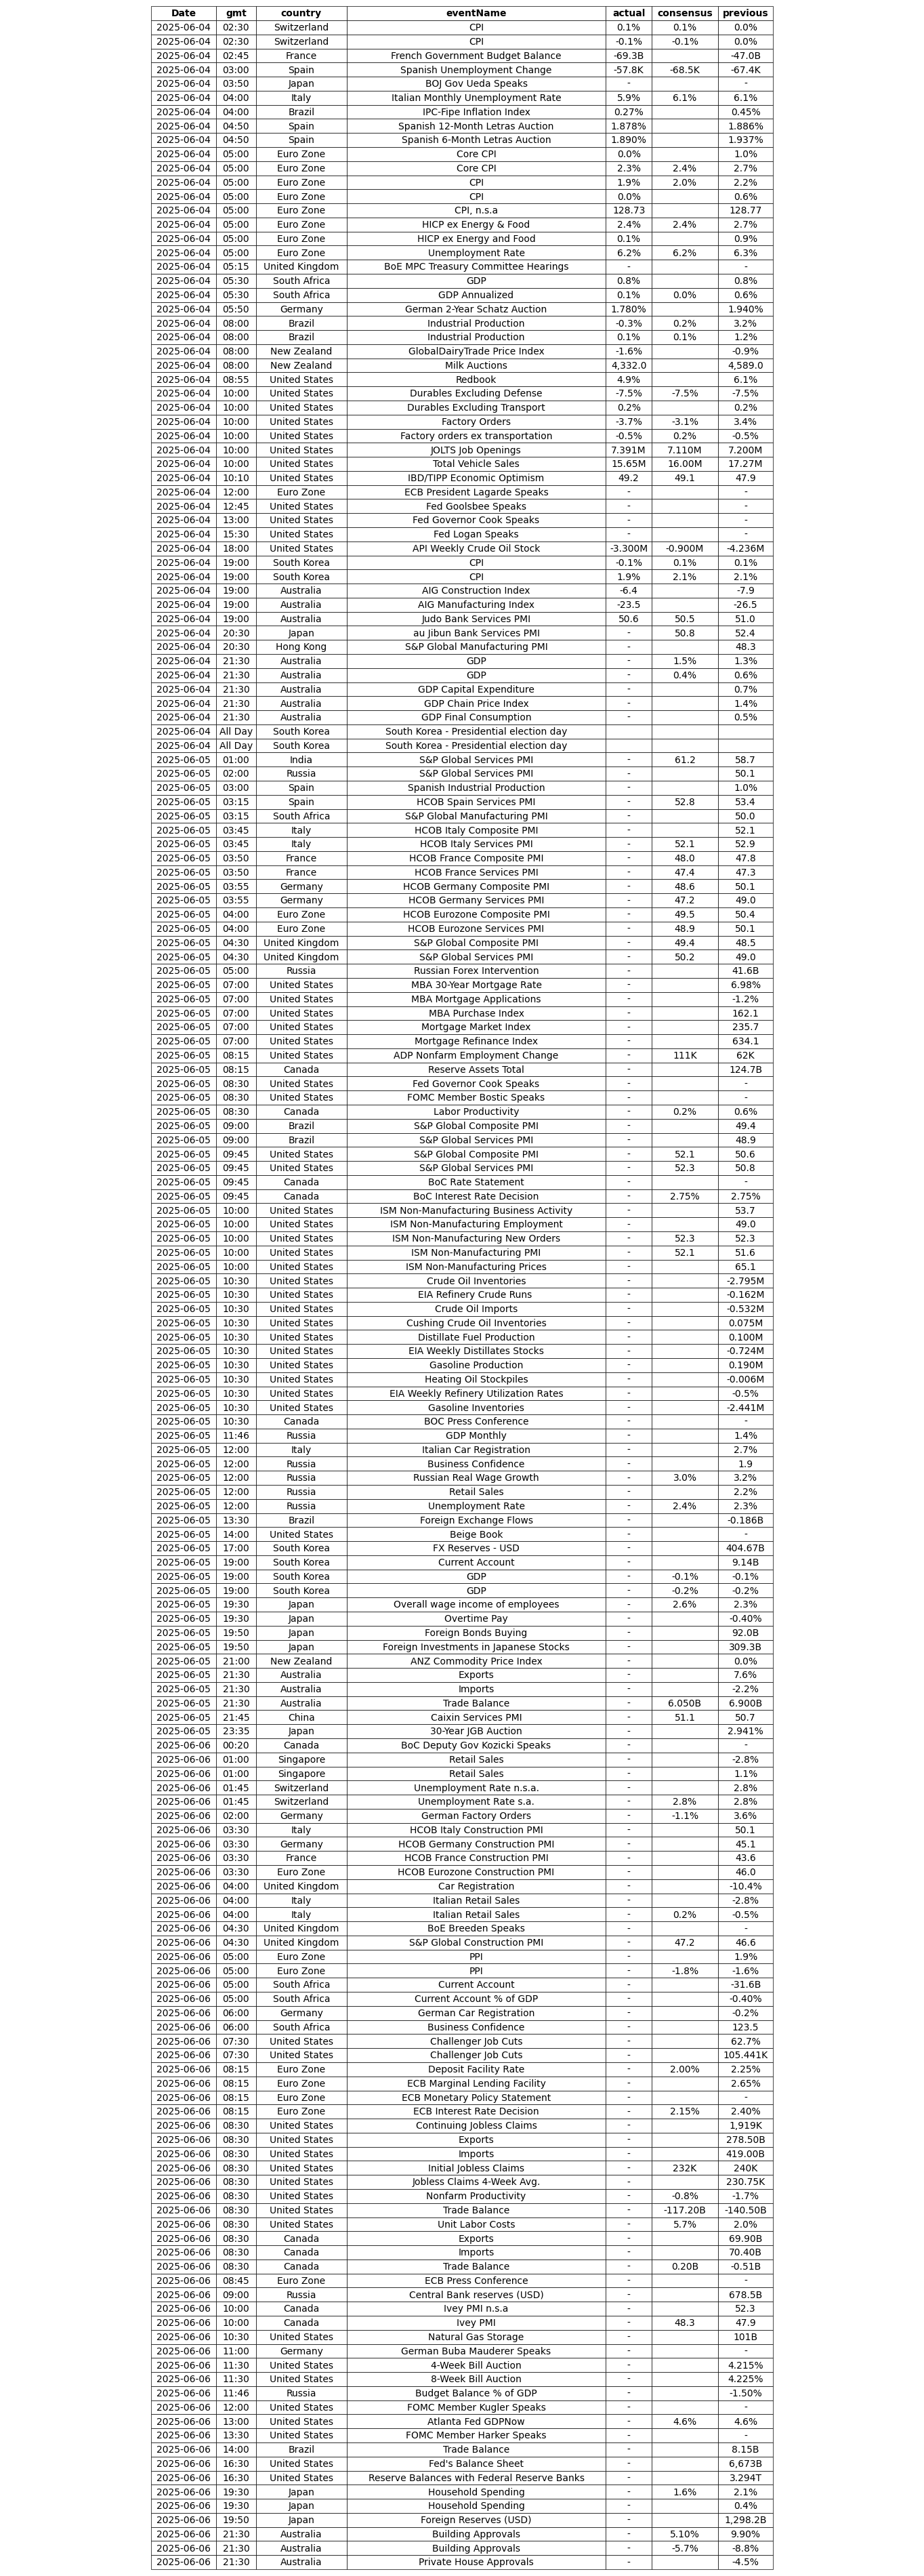 Date gmt country eventName actual consensus previous
2025-06-04 02:30 Switzerland CPI 0.1% 0.1% 0.0%
2025-06-04 02:30 Switzerland CPI -0.1% -0.1% 0.0%
2025-06-04 02:45 France French Government Budget Balance -69.3B -47.0B
2025-06-04 03:00 Spain Spanish Unemployment Change -57.8K -68.5K -67.4K
2025-06-04 03:50 Japan BOJ Gov Ueda Speaks - -
2025-06-04 04:00 Italy Italian Monthly Unemployment Rate 5.9% 6.1% 6.1%
2025-06-04 04:00 Brazil IPC-Fipe Inflation Index 0.27% 0.45%
2025-06-04 04:50 Spain Spanish 12-Month Letras Auction 1.878% 1.886%
2025-06-04 04:50 Spain Spanish 6-Month Letras Auction 1.890% 1.937%
2025-06-04 05:00 Euro Zone Core CPI 0.0% 1.0%
2025-06-04 05:00 Euro Zone Core CPI 2.3% 2.4% 2.7%
2025-06-04 05:00 Euro Zone CPI 1.9% 2.0% 2.2%
2025-06-04 05:00 Euro Zone CPI 0.0% 0.6%
2025-06-04 05:00 Euro Zone CPI, n.s.a 128.73 128.77
2025-06-04 05:00 Euro Zone HICP ex Energy & Food 2.4% 2.4% 2.7%
2025-06-04 05:00 Euro Zone HICP ex Energy and Food 0.1% 0.9%
2025-06-04 05:00 Euro Zone Unemployment Rate 6.2% 6.2% 6.3%
2025-06-04 05:15 United Kingdom BoE MPC Treasury Committee Hearings - -
2025-06-04 05:30 South Africa GDP 0.8% 0.8%
2025-06-04 05:30 South Africa GDP Annualized 0.1% 0.0% 0.6%
2025-06-04 05:50 Germany German 2-Year Schatz Auction 1.780% 1.940%
2025-06-04 08:00 Brazil Industrial Production -0.3% 0.2% 3.2%
2025-06-04 08:00 Brazil Industrial Production 0.1% 0.1% 1.2%
2025-06-04 08:00 New Zealand GlobalDairyTrade Price Index -1.6% -0.9%
2025-06-04 08:00 New Zealand Milk Auctions 4,332.0 4,589.0
2025-06-04 08:55 United States Redbook 4.9% 6.1%
2025-06-04 10:00 United States Durables Excluding Defense -7.5% -7.5% -7.5%
2025-06-04 10:00 United States Durables Excluding Transport 0.2% 0.2%
2025-06-04 10:00 United States Factory Orders -3.7% -3.1% 3.4%
2025-06-04 10:00 United States Factory orders ex transportation -0.5% 0.2% -0.5%
2025-06-04 10:00 United States JOLTS Job Openings 7.391M 7.110M 7.200M
2025-06-04 10:00 United States Total Vehicle Sales 15.65M 16.00M 17.27M
2025-06-04 10:10 United States IBD/TIPP Economic Optimism 49.2 49.1 47.9
2025-06-04 12:00 Euro Zone ECB President Lagarde Speaks - -
2025-06-04 12:45 United States Fed Goolsbee Speaks - -
2025-06-04 13:00 United States Fed Governor Cook Speaks - -
2025-06-04 15:30 United States Fed Logan Speaks - -
2025-06-04 18:00 United States API Weekly Crude Oil Stock -3.300M -0.900M -4.236M
2025-06-04 19:00 South Korea CPI -0.1% 0.1% 0.1%
2025-06-04 19:00 South Korea CPI 1.9% 2.1% 2.1%
2025-06-04 19:00 Australia AIG Construction Index -6.4 -7.9
2025-06-04 19:00 Australia AIG Manufacturing Index -23.5 -26.5
2025-06-04 19:00 Australia Judo Bank Services PMI 50.6 50.5 51.0
2025-06-04 20:30 Japan au Jibun Bank Services PMI - 50.8 52.4
2025-06-04 20:30 Hong Kong S&P Global Manufacturing PMI - 48.3
2025-06-04 21:30 Australia GDP - 1.5% 1.3%
2025-06-04 21:30 Australia GDP - 0.4% 0.6%
2025-06-04 21:30 Australia GDP Capital Expenditure - 0.7%
2025-06-04 21:30 Australia GDP Chain Price Index - 1.4%
2025-06-04 21:30 Australia GDP Final Consumption - 0.5%
2025-06-04 All Day South Korea South Korea - Presidential election day
2025-06-04 All Day South Korea South Korea - Presidential election day
2025-06-05 01:00 India S&P Global Services PMI - 61.2 58.7
2025-06-05 02:00 Russia S&P Global Services PMI - 50.1
2025-06-05 03:00 Spain Spanish Industrial Production - 1.0%
2025-06-05 03:15 Spain HCOB Spain Services PMI - 52.8 53.4
2025-06-05 03:15 South Africa S&P Global Manufacturing PMI - 50.0
2025-06-05 03:45 Italy HCOB Italy Composite PMI - 52.1
2025-06-05 03:45 Italy HCOB Italy Services PMI - 52.1 52.9
2025-06-05 03:50 France HCOB France Composite PMI - 48.0 47.8
2025-06-05 03:50 France HCOB France Services PMI - 47.4 47.3
2025-06-05 03:55 Germany HCOB Germany Composite PMI - 48.6 50.1
2025-06-05 03:55 Germany HCOB Germany Services PMI - 47.2 49.0
2025-06-05 04:00 Euro Zone HCOB Eurozone Composite PMI - 49.5 50.4
2025-06-05 04:00 Euro Zone HCOB Eurozone Services PMI - 48.9 50.1
2025-06-05 04:30 United Kingdom S&P Global Composite PMI - 49.4 48.5
2025-06-05 04:30 United Kingdom S&P Global Services PMI - 50.2 49.0
2025-06-05 05:00 Russia Russian Forex Intervention - 41.6B
2025-06-05 07:00 United States MBA 30-Year Mortgage Rate - 6.98%
2025-06-05 07:00 United States MBA Mortgage Applications - -1.2%
2025-06-05 07:00 United States MBA Purchase Index - 162.1
2025-06-05 07:00 United States Mortgage Market Index - 235.7
2025-06-05 07:00 United States Mortgage Refinance Index - 634.1
2025-06-05 08:15 United States ADP Nonfarm Employment Change - 111K 62K
2025-06-05 08:15 Canada Reserve Assets Total - 124.7B
2025-06-05 08:30 United States Fed Governor Cook Speaks - -
2025-06-05 08:30 United States FOMC Member Bostic Speaks - -
2025-06-05 08:30 Canada Labor Productivity - 0.2% 0.6%
2025-06-05 09:00 Brazil S&P Global Composite PMI - 49.4
2025-06-05 09:00 Brazil S&P Global Services PMI - 48.9
2025-06-05 09:45 United States S&P Global Composite PMI - 52.1 50.6
2025-06-05 09:45 United States S&P Global Services PMI - 52.3 50.8
2025-06-05 09:45 Canada BoC Rate Statement - -
2025-06-05 09:45 Canada BoC Interest Rate Decision - 2.75% 2.75%
2025-06-05 10:00 United States ISM Non-Manufacturing Business Activity - 53.7
2025-06-05 10:00 United States ISM Non-Manufacturing Employment - 49.0
2025-06-05 10:00 United States ISM Non-Manufacturing New Orders - 52.3 52.3
2025-06-05 10:00 United States ISM Non-Manufacturing PMI - 52.1 51.6
2025-06-05 10:00 United States ISM Non-Manufacturing Prices - 65.1
2025-06-05 10:30 United States Crude Oil Inventories - -2.795M
2025-06-05 10:30 United States EIA Refinery Crude Runs - -0.162M
2025-06-05 10:30 United States Crude Oil Imports - -0.532M
2025-06-05 10:30 United States Cushing Crude Oil Inventories - 0.075M
2025-06-05 10:30 United States Distillate Fuel Production - 0.100M
2025-06-05 10:30 United States EIA Weekly Distillates Stocks - -0.724M
2025-06-05 10:30 United States Gasoline Production - 0.190M
2025-06-05 10:30 United States Heating Oil Stockpiles - -0.006M
2025-06-05 10:30 United States EIA Weekly Refinery Utilization Rates - -0.5%
2025-06-05 10:30 United States Gasoline Inventories - -2.441M
2025-06-05 10:30 Canada BOC Press Conference - -
2025-06-05 11:46 Russia GDP Monthly - 1.4%
2025-06-05 12:00 Italy Italian Car Registration - 2.7%
2025-06-05 12:00 Russia Business Confidence - 1.9
2025-06-05 12:00 Russia Russian Real Wage Growth - 3.0% 3.2%
2025-06-05 12:00 Russia Retail Sales - 2.2%
2025-06-05 12:00 Russia Unemployment Rate - 2.4% 2.3%
2025-06-05 13:30 Brazil Foreign Exchange Flows - -0.186B
2025-06-05 14:00 United States Beige Book - -
2025-06-05 17:00 South Korea FX Reserves - USD - 404.67B
2025-06-05 19:00 South Korea Current Account - 9.14B
2025-06-05 19:00 South Korea GDP - -0.1% -0.1%
2025-06-05 19:00 South Korea GDP - -0.2% -0.2%
2025-06-05 19:30 Japan Overall wage income of employees - 2.6% 2.3%
2025-06-05 19:30 Japan Overtime Pay - -0.40%
2025-06-05 19:50 Japan Foreign Bonds Buying - 92.0B
2025-06-05 19:50 Japan Foreign Investments in Japanese Stocks - 309.3B
2025-06-05 21:00 New Zealand ANZ Commodity Price Index - 0.0%
2025-06-05 21:30 Australia Exports - 7.6%
2025-06-05 21:30 Australia Imports - -2.2%
2025-06-05 21:30 Australia Trade Balance - 6.050B 6.900B
2025-06-05 21:45 China Caixin Services PMI - 51.1 50.7
2025-06-05 23:35 Japan 30-Year JGB Auction - 2.941%
2025-06-06 00:20 Canada BoC Deputy Gov Kozicki Speaks - -
2025-06-06 01:00 Singapore Retail Sales - -2.8%
2025-06-06 01:00 Singapore Retail Sales - 1.1%
2025-06-06 01:45 Switzerland Unemployment Rate n.s.a. - 2.8%
2025-06-06 01:45 Switzerland Unemployment Rate s.a. - 2.8% 2.8%
2025-06-06 02:00 Germany German Factory Orders - -1.1% 3.6%
2025-06-06 03:30 Italy HCOB Italy Construction PMI - 50.1
2025-06-06 03:30 Germany HCOB Germany Construction PMI - 45.1
2025-06-06 03:30 France HCOB France Construction PMI - 43.6
2025-06-06 03:30 Euro Zone HCOB Eurozone Construction PMI - 46.0
2025-06-06 04:00 United Kingdom Car Registration - -10.4%
2025-06-06 04:00 Italy Italian Retail Sales - -2.8%
2025-06-06 04:00 Italy Italian Retail Sales - 0.2% -0.5%
2025-06-06 04:30 United Kingdom BoE Breeden Speaks - -
2025-06-06 04:30 United Kingdom S&P Global Construction PMI - 47.2 46.6
2025-06-06 05:00 Euro Zone PPI - 1.9%
2025-06-06 05:00 Euro Zone PPI - -1.8% -1.6%
2025-06-06 05:00 South Africa Current Account - -31.6B
2025-06-06 05:00 South Africa Current Account % of GDP - -0.40%
2025-06-06 06:00 Germany German Car Registration - -0.2%
2025-06-06 06:00 South Africa Business Confidence - 123.5
2025-06-06 07:30 United States Challenger Job Cuts - 62.7%
2025-06-06 07:30 United States Challenger Job Cuts - 105.441K
2025-06-06 08:15 Euro Zone Deposit Facility Rate - 2.00% 2.25%
2025-06-06 08:15 Euro Zone ECB Marginal Lending Facility - 2.65%
2025-06-06 08:15 Euro Zone ECB Monetary Policy Statement - -
2025-06-06 08:15 Euro Zone ECB Interest Rate Decision - 2.15% 2.40%
2025-06-06 08:30 United States Continuing Jobless Claims - 1,919K
2025-06-06 08:30 United States Exports - 278.50B
2025-06-06 08:30 United States Imports - 419.00B
2025-06-06 08:30 United States Initial Jobless Claims - 232K 240K
2025-06-06 08:30 United States Jobless Claims 4-Week Avg. - 230.75K
2025-06-06 08:30 United States Nonfarm Productivity - -0.8% -1.7%
2025-06-06 08:30 United States Trade Balance - -117.20B -140.50B
2025-06-06 08:30 United States Unit Labor Costs - 5.7% 2.0%
2025-06-06 08:30 Canada Exports - 69.90B
2025-06-06 08:30 Canada Imports - 70.40B
2025-06-06 08:30 Canada Trade Balance - 0.20B -0.51B
2025-06-06 08:45 Euro Zone ECB Press Conference - -
2025-06-06 09:00 Russia Central Bank reserves (USD) - 678.5B
2025-06-06 10:00 Canada Ivey PMI n.s.a - 52.3
2025-06-06 10:00 Canada Ivey PMI - 48.3 47.9
2025-06-06 10:30 United States Natural Gas Storage - 101B
2025-06-06 11:00 Germany German Buba Mauderer Speaks - -
2025-06-06 11:30 United States 4-Week Bill Auction - 4.215%
2025-06-06 11:30 United States 8-Week Bill Auction - 4.225%
2025-06-06 11:46 Russia Budget Balance % of GDP - -1.50%
2025-06-06 12:00 United States FOMC Member Kugler Speaks - -
2025-06-06 13:00 United States Atlanta Fed GDPNow - 4.6% 4.6%
2025-06-06 13:30 United States FOMC Member Harker Speaks - -
2025-06-06 14:00 Brazil Trade Balance - 8.15B
2025-06-06 16:30 United States Fed's Balance Sheet - 6,673B
2025-06-06 16:30 United States Reserve Balances with Federal Reserve Banks - 3.294T
2025-06-06 19:30 Japan Household Spending - 1.6% 2.1%
2025-06-06 19:30 Japan Household Spending - 0.4%
2025-06-06 19:50 Japan Foreign Reserves (USD) - 1,298.2B
2025-06-06 21:30 Australia Building Approvals - 5.10% 9.90%
2025-06-06 21:30 Australia Building Approvals - -5.7% -8.8%
2025-06-06 21:30 Australia Private House Approvals - -4.5%